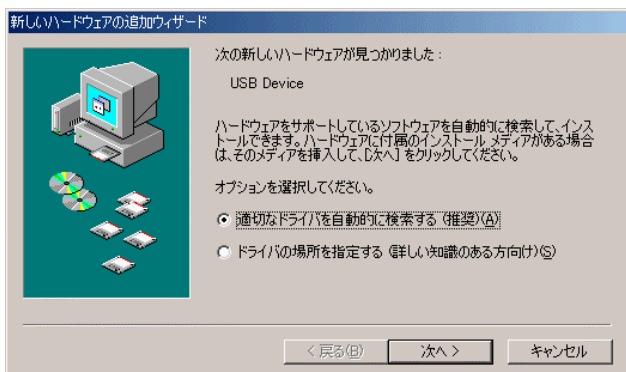 新しいハードウェアの追加ウィザード
次の新しいハードウェアが見つかりました :
USB Device
ハードウェアをサポートしているソフトウェアを自動的に検索して、インス
トールできます。ハードウェアに付属のインストール メディアがある場合
は、そのメディアを挿入して、[次へ] をクリックしてください。
オプションを選択してください。
適切なドライバを自動的に検索する (推奨)(A)
ドライバの場所を指定する (詳しい知識のある方向け)(S)
< 戻る(B)
次へ >
キャンセル